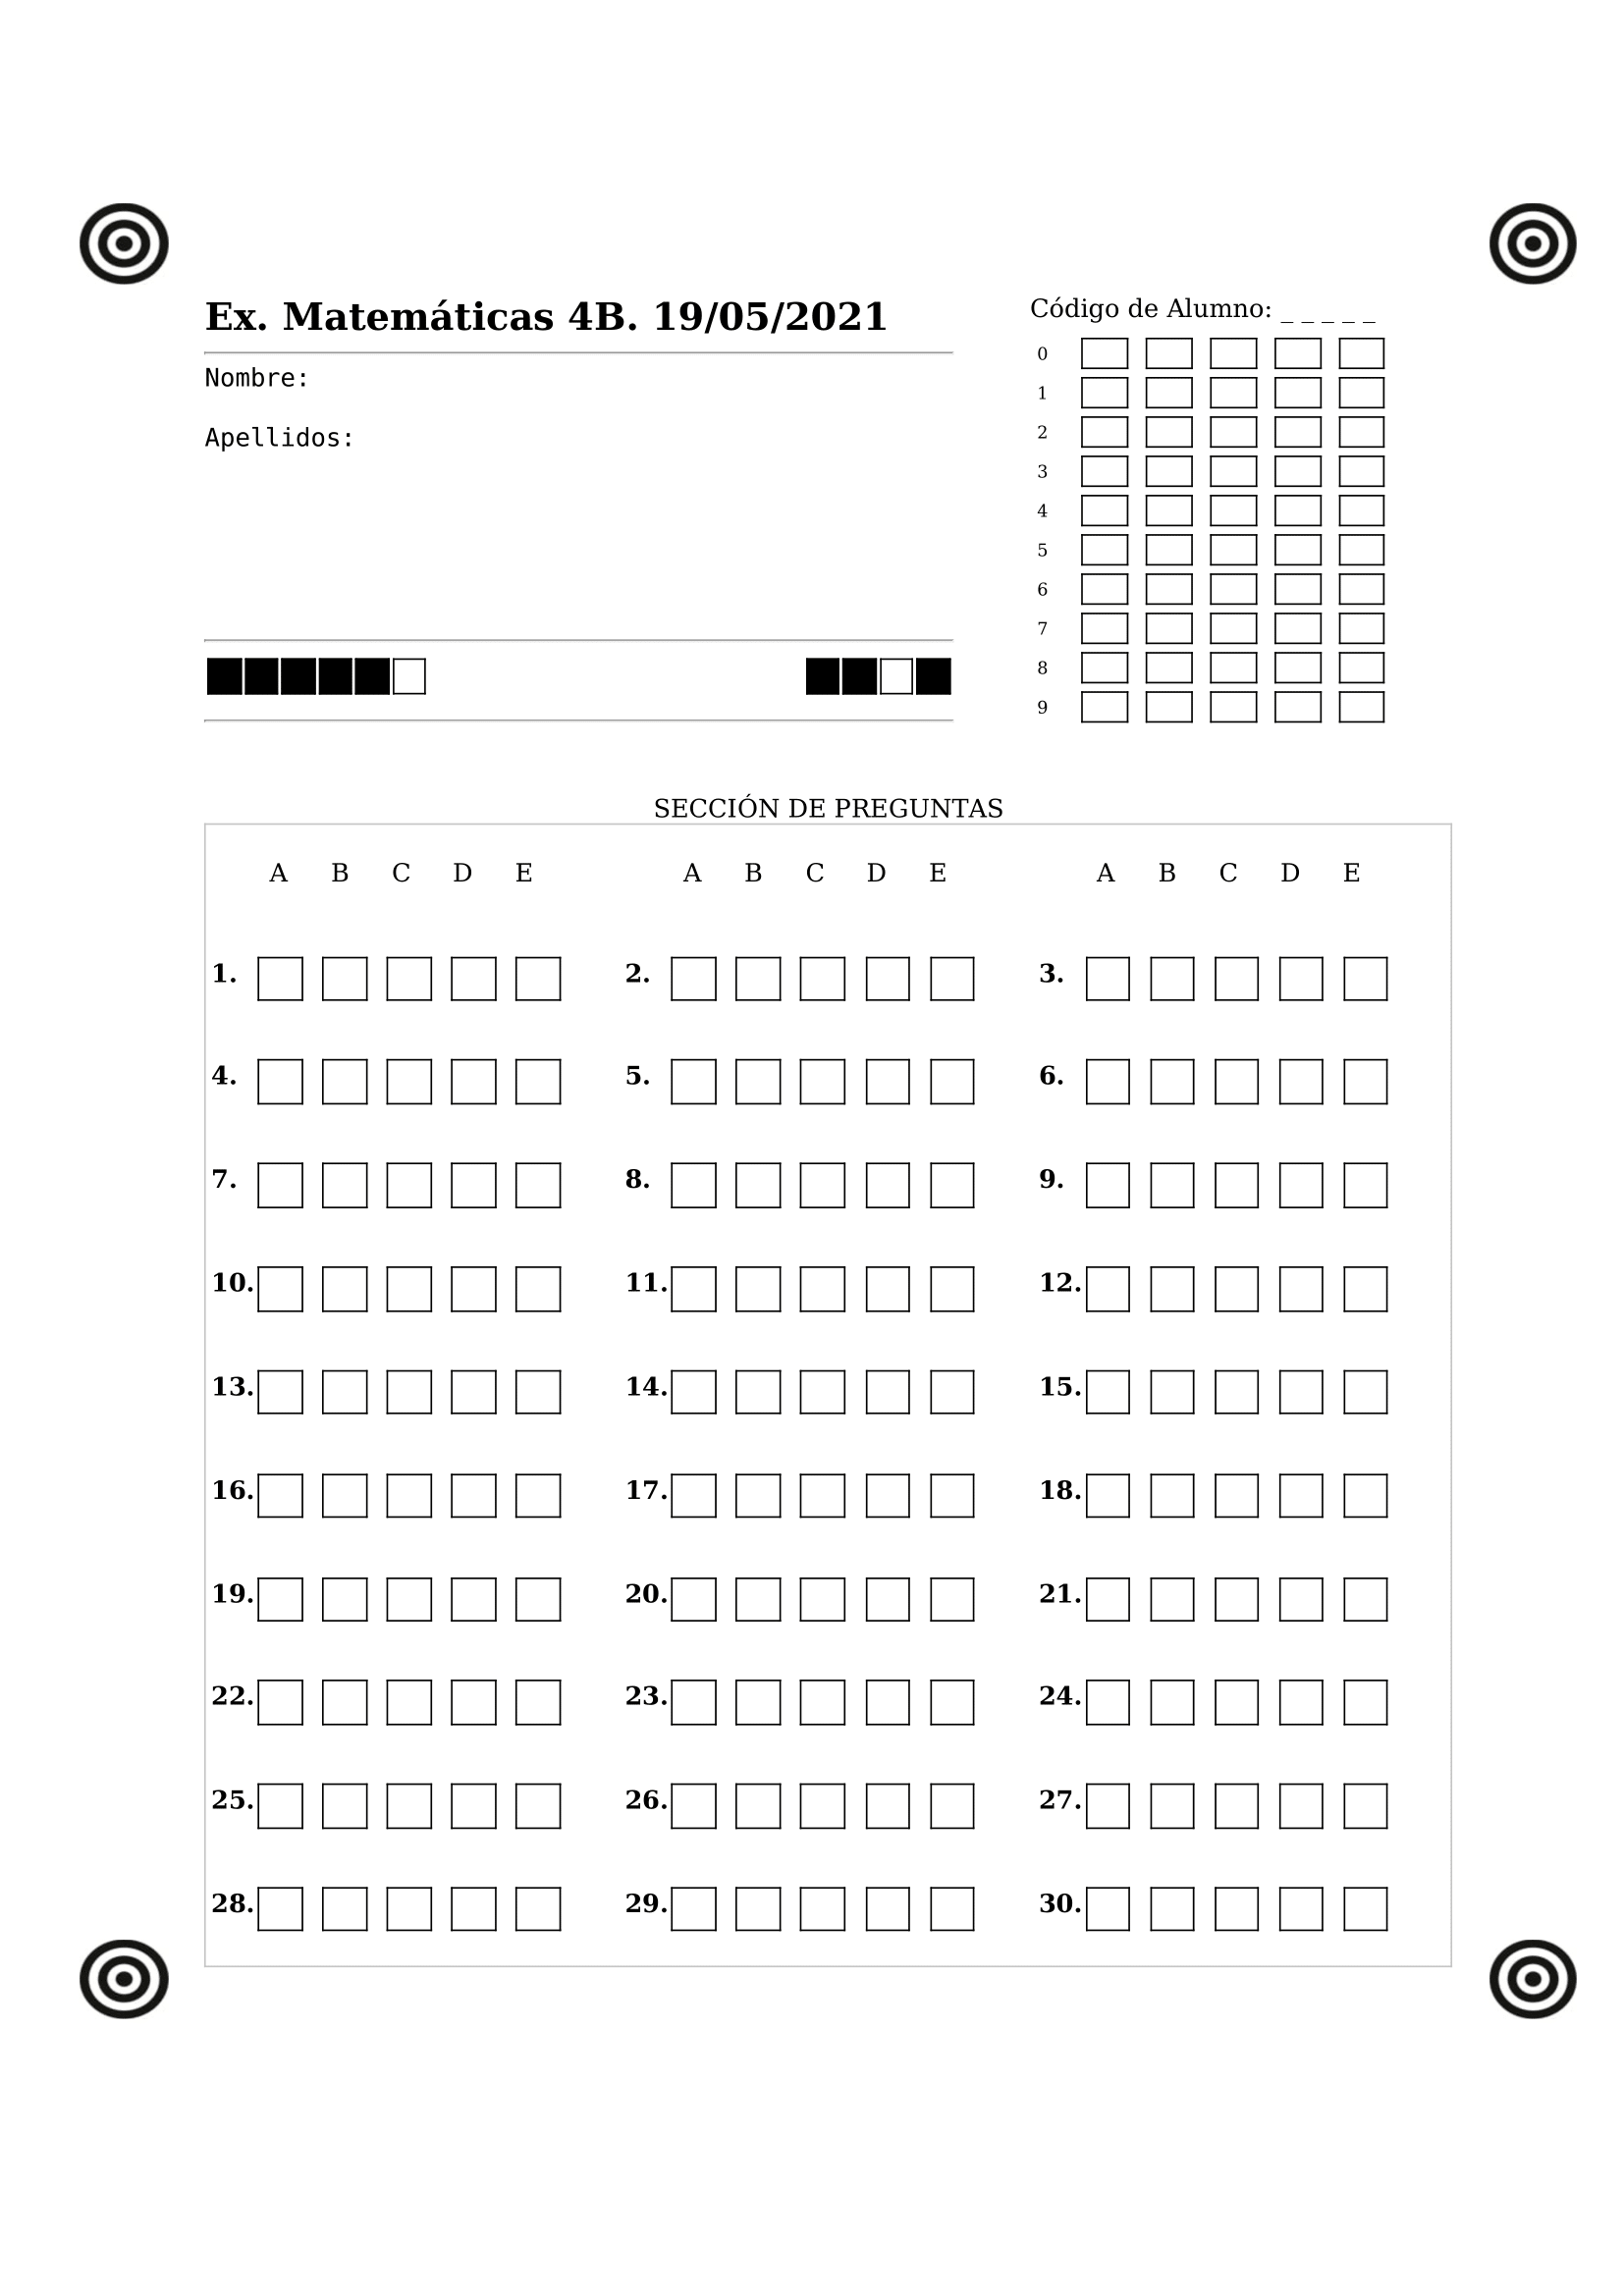 Ex. Matemáticas 4B. 19/05/2021
Nombre:
Apellidos:
Código de Alumno: _ _ _ _ _
0
1
2
3
4
5
6
7
8
9
SECCIÓN DE PREGUNTAS
A B C D E A B C D E A B C D E
1. 2. 3.
4. 5. 6.
7. 8. 9.
10. 11. 12.
13. 14. 15.
16. 17. 18.
19. 20. 21.
22. 23. 24.
25. 26. 27.
28. 29. 30.